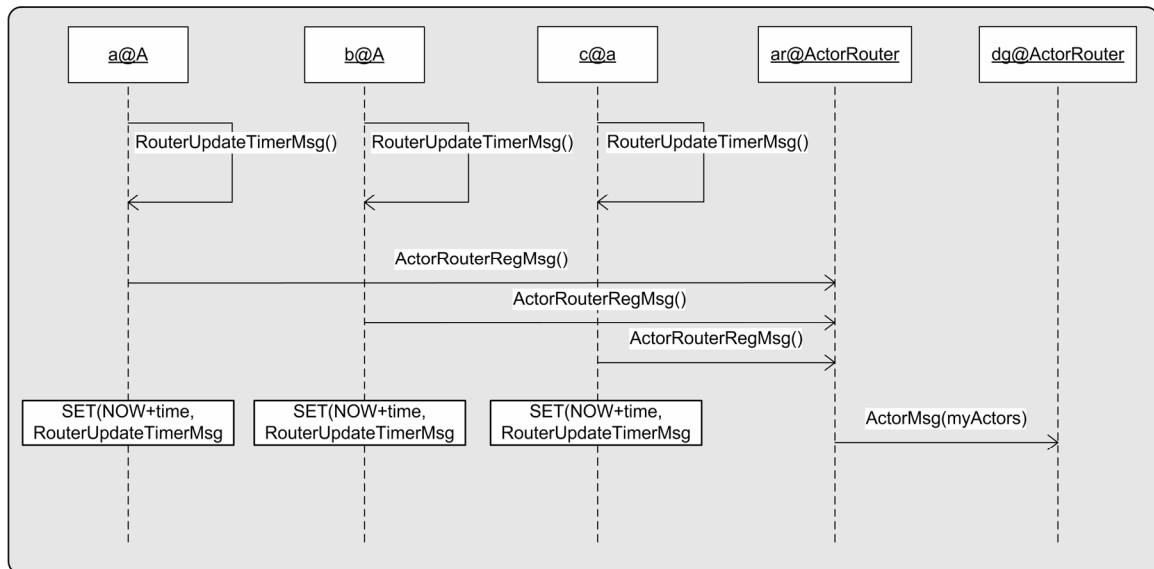 a@A
b@A
c@a
ar@ActorRouter
dg@ActorRouter
RouterUpdateTimerMsg()
RouterUpdateTimerMsg()
RouterUpdateTimerMsg()
ActorRouterRegMsg()
ActorRouterRegMsg()
ActorRouterRegMsg()
SET(NOW+time,
RouterUpdateTimerMsg
SET(NOW+time,
RouterUpdateTimerMsg
SET(NOW+time,
RouterUpdateTimerMsg
ActorMsg(myActors)